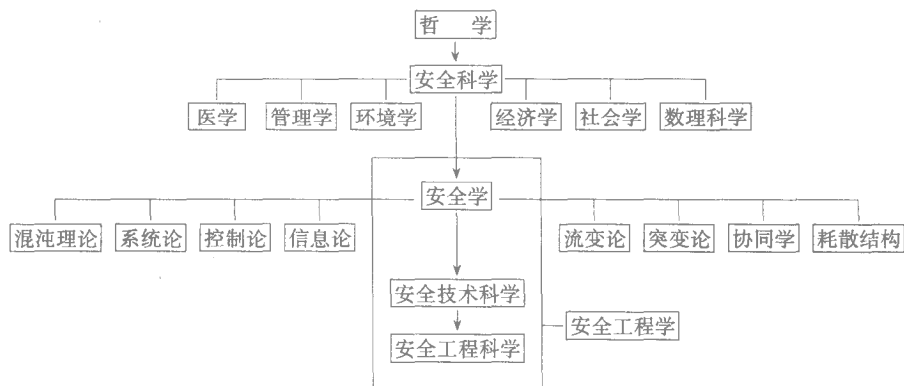 哲 学
安全科学
医学 管理学 环境学 经济学 社会学 数理科学
安全学
混沌理论 系统论 控制论 信息论 流变论 突变论 协同学 耗散结构
安全技术科学
安全工程学
安全工程科学